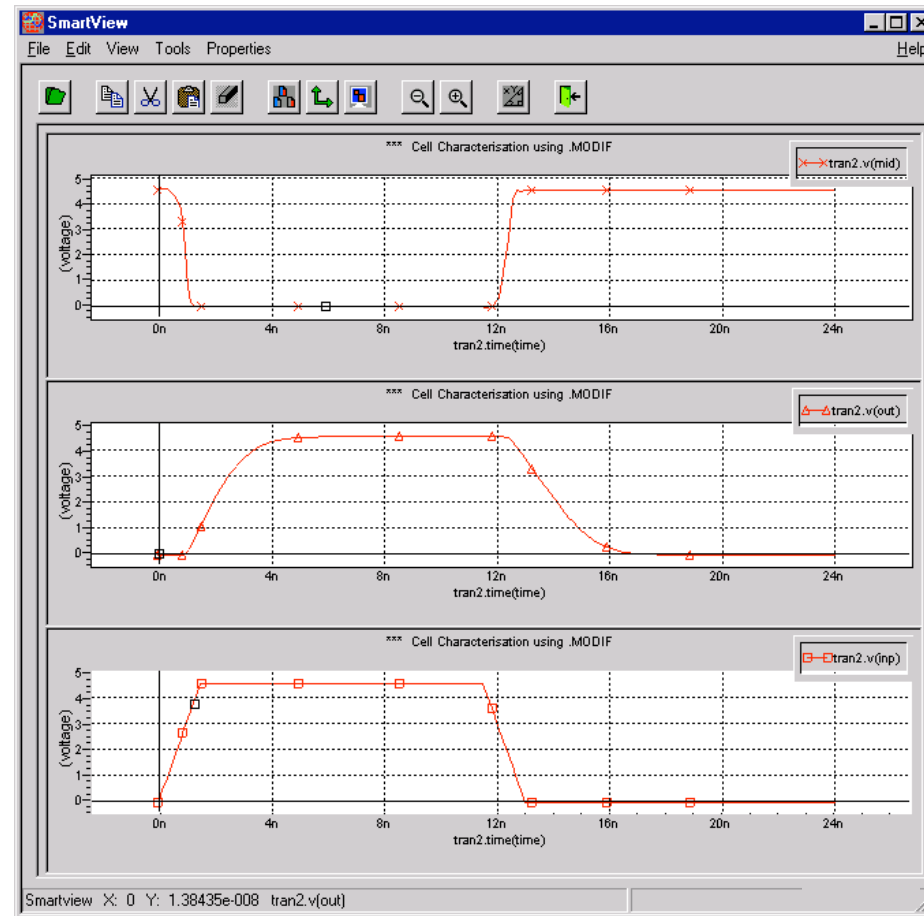 SmartView
File Edit View Tools Properties Help
*** Cell Characterisation using .MODIF
tran2.v(mid)
5
4
3
2
1
0
(voltage)
0n 4n 8n 12n 16n 20n 24n
tran2.time(time)
*** Cell Characterisation using .MODIF
tran2.v(out)
5
4
3
2
1
0
(voltage)
0n 4n 8n 12n 16n 20n 24n
tran2.time(time)
*** Cell Characterisation using .MODIF
tran2.v(inp)
5
4
3
2
1
0
(voltage)
0n 4n 8n 12n 16n 20n 24n
tran2.time(time)
Smartview X: 0 Y: 1.38435e-008 tran2.v(out)